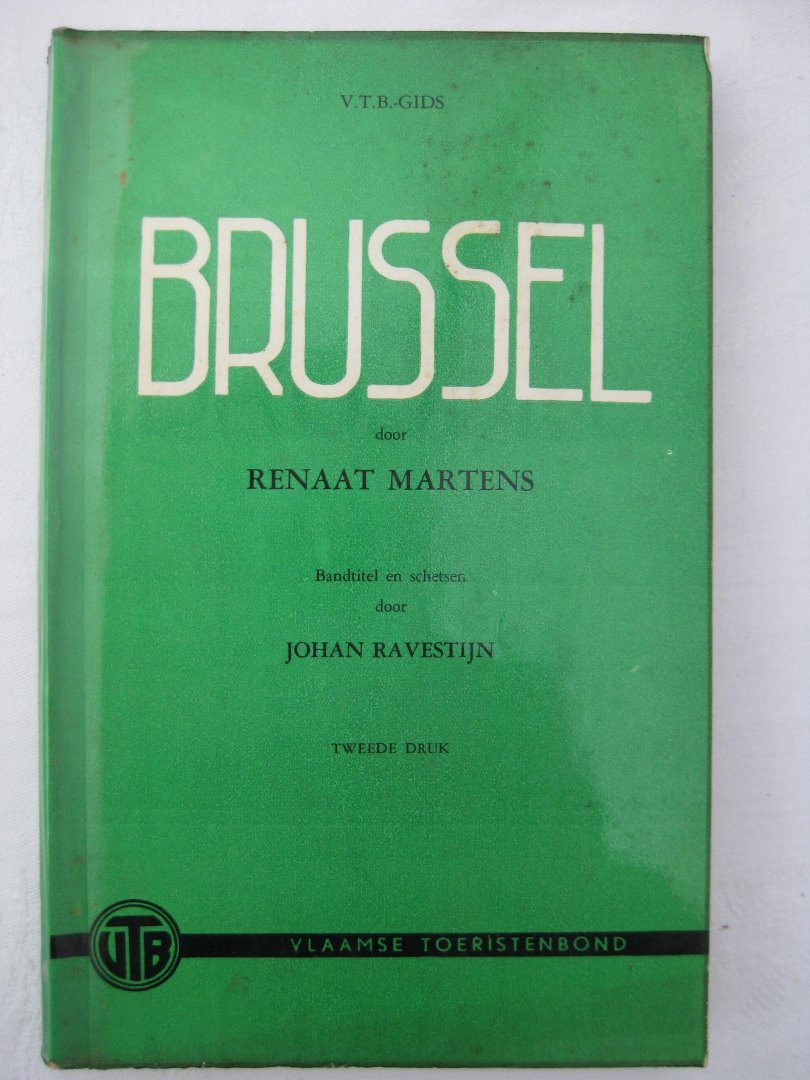 V.T.B.-GIDS
BRUSSEL
door
RENAAT MARTENS
Bandtitel en schetsen
door
JOHAN RAVESTIJN
TWEEDE DRUK
VTB
VLAAMSE TOERISTENBOND